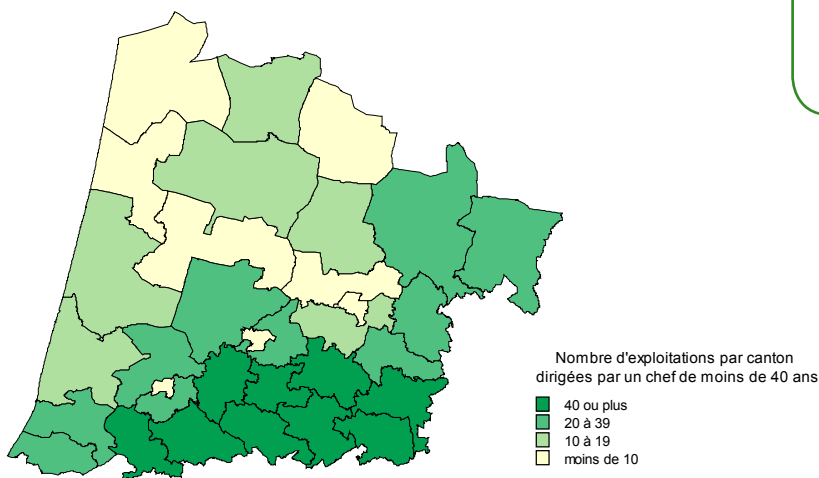 Nombre d'exploitations par canton
dirigées par un chef de moins de 40 ans
40 ou plus
20 à 39
10 à 19
moins de 10